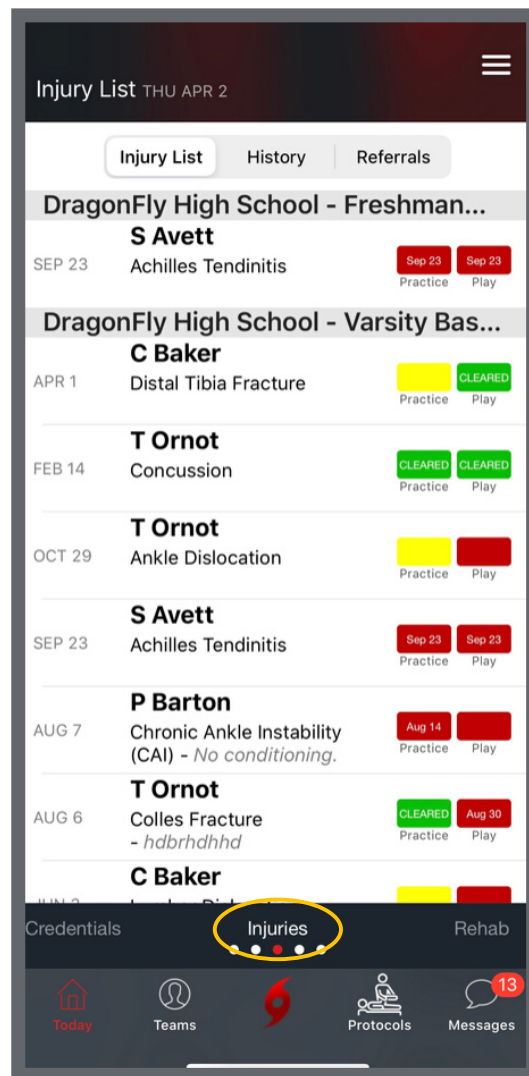 Injury List THU APR 2
Injury List History Referrals
DragonFly High School - Freshman...
S Avett
SEP 23 Achilles Tendinitis Sep 23 Sep 23
Practice Play
DragonFly High School - Varsity Bas...
C Baker
APR 1 Distal Tibia Fracture CLEARED
Practice Play
T Ornot
FEB 14 Concussion CLEARED CLEARED
Practice Play
T Ornot
OCT 29 Ankle Dislocation
Practice Play
S Avett
SEP 23 Achilles Tendinitis Sep 23 Sep 23
Practice Play
P Barton
AUG 7 Chronic Ankle Instability Aug 14
(CAI) - No conditioning. Practice Play
T Ornot
AUG 6 Colles Fracture CLEARED Aug 30
- hdbrhdhhd Practice Play
C Baker
Credentials Injuries Rehab
13
Today Teams Protocols Messages